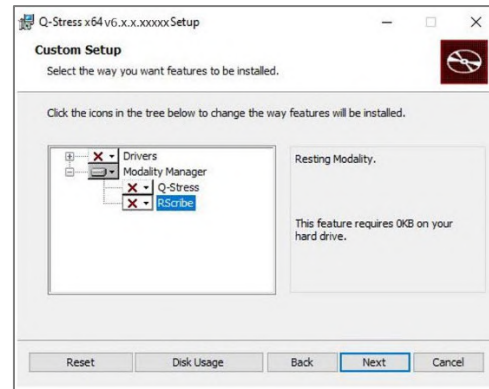 Q-Stress x64 v6.x.x.xxxxx Setup
Custom Setup
Select the way you want features to be installed.
Click the icons in the tree below to change the way features will be installed.
Drivers
Modality Manager
Q-Stress
RScribe
Resting Modality.
This feature requires 0KB on your
hard drive.
Reset Disk Usage Back Next Cancel